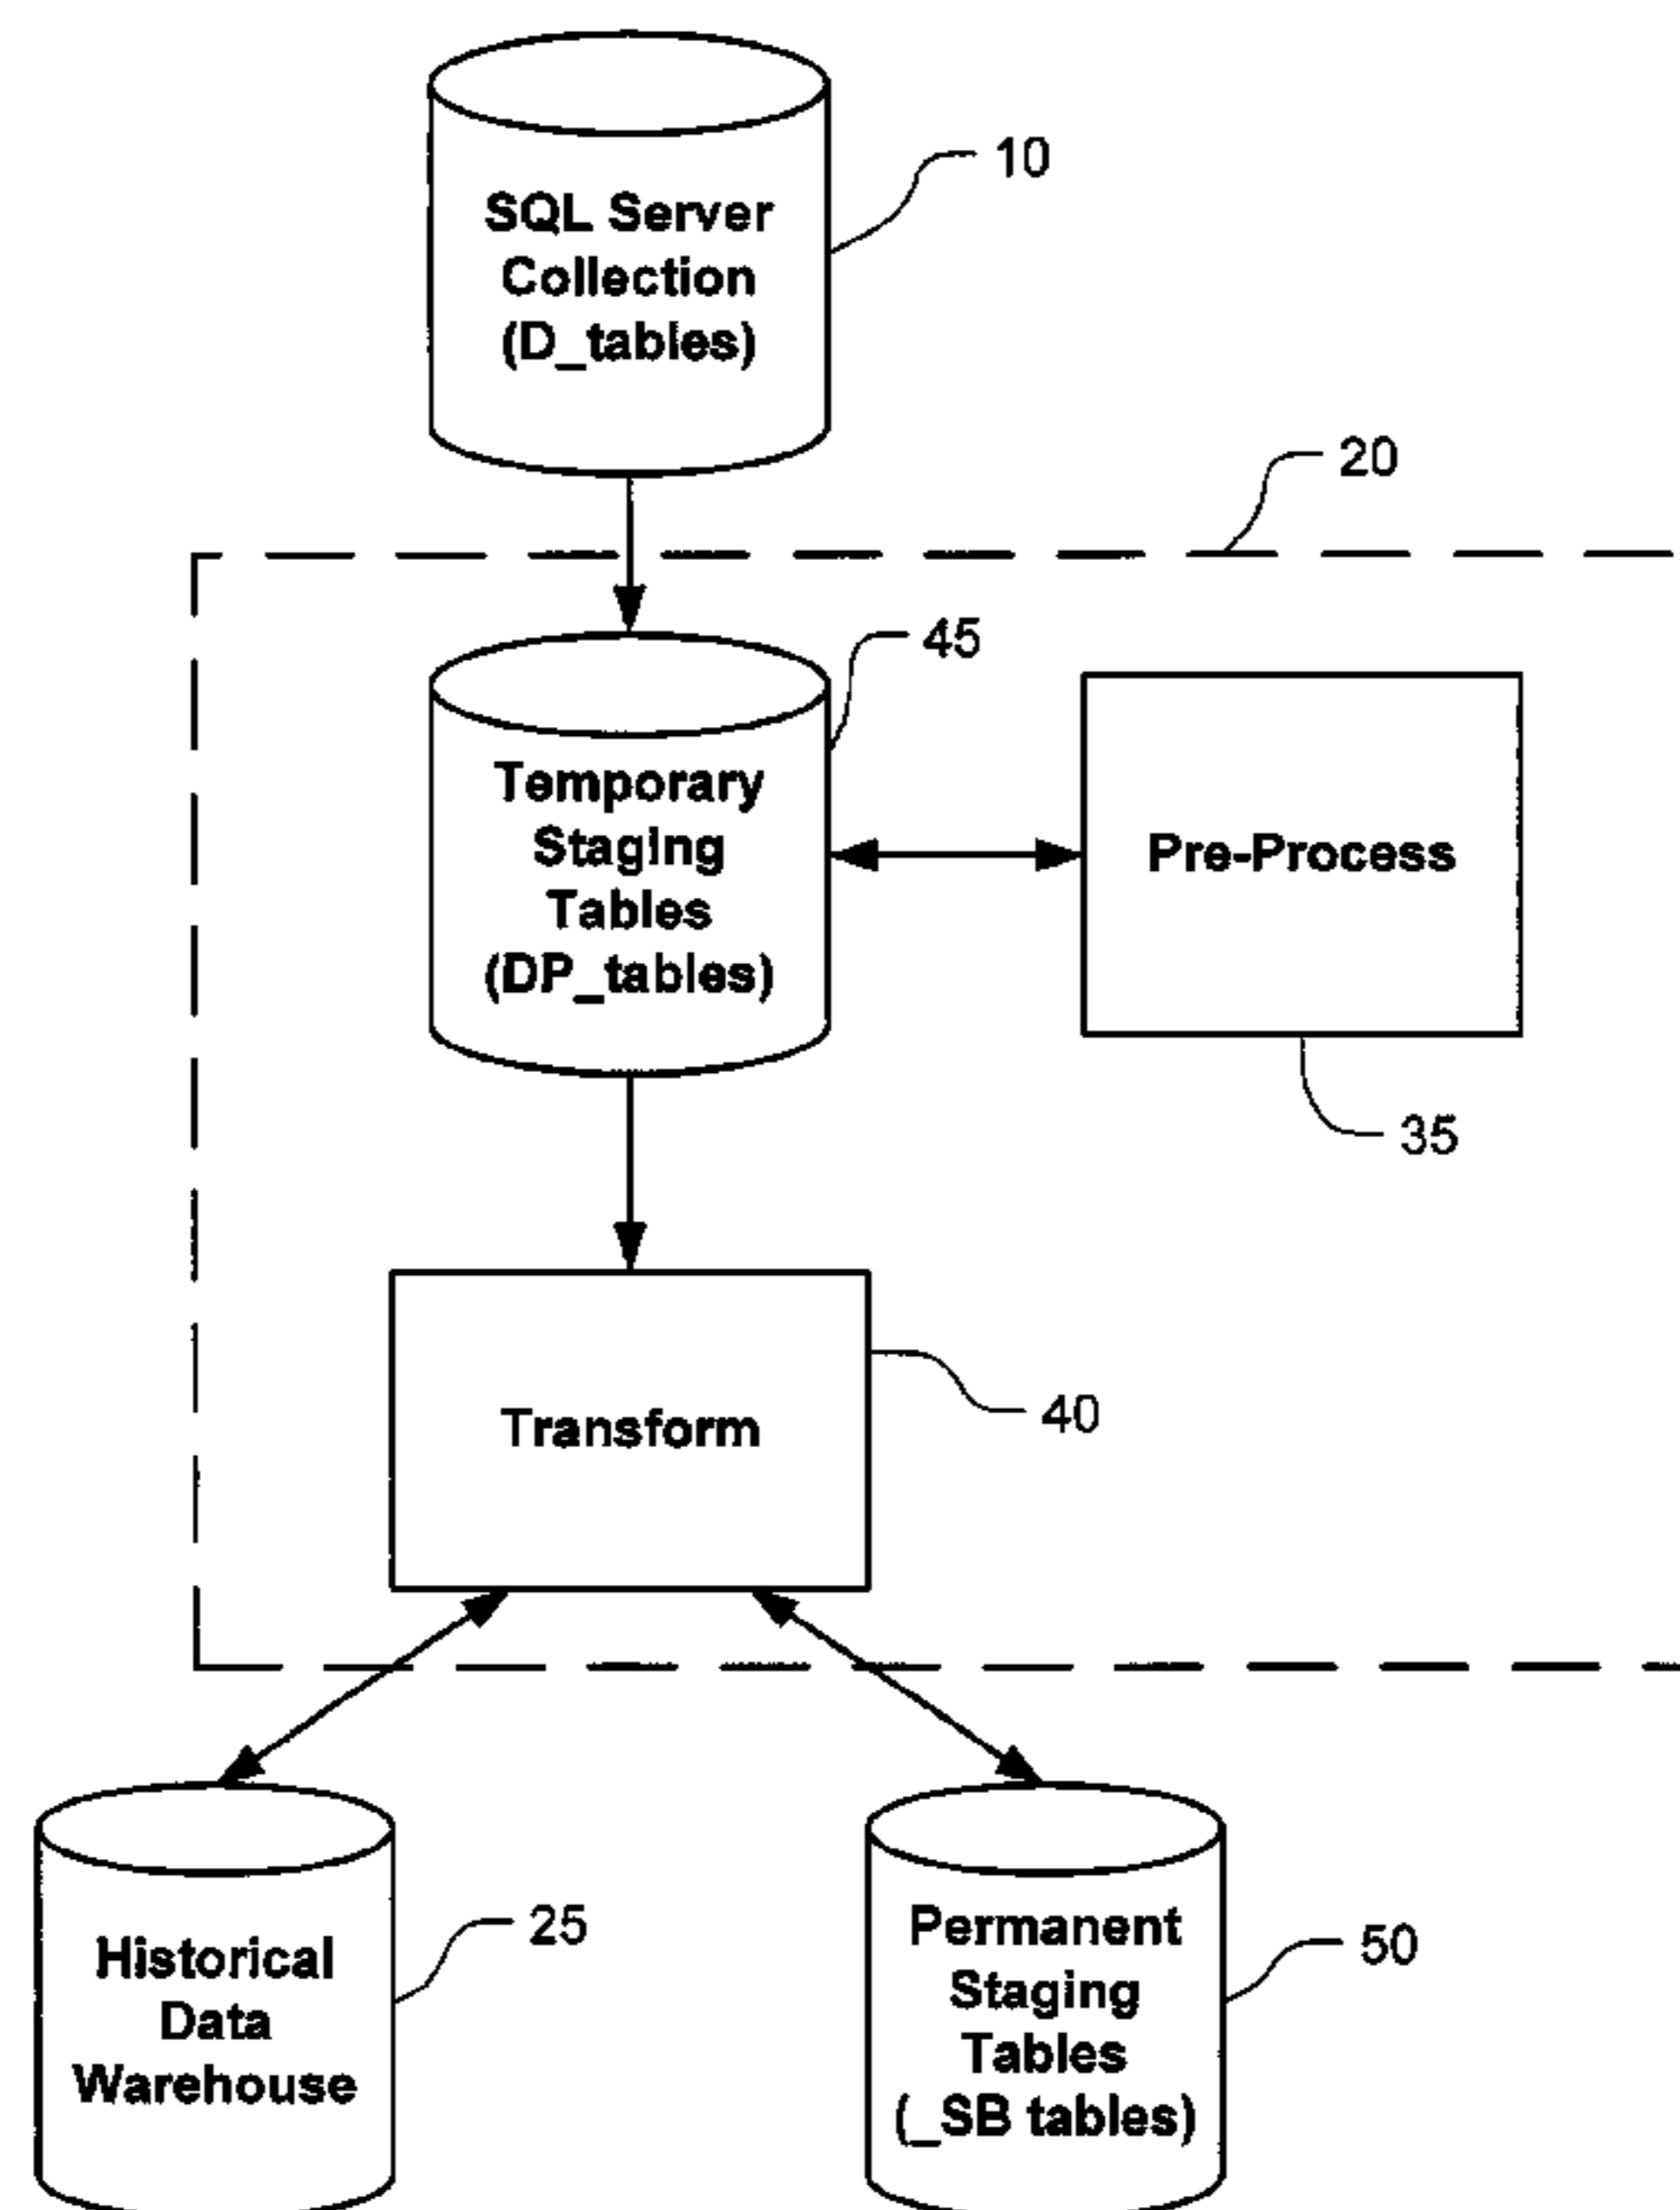 10
SQL Server
Collection
(D_tables)
20
45
Temporary
Staging
Tables
(DP_tables)
Pre-Process
35
Transform
40
25
Historical
Data
Warehouse
Permanent
Staging
Tables
(_SB tables)
50